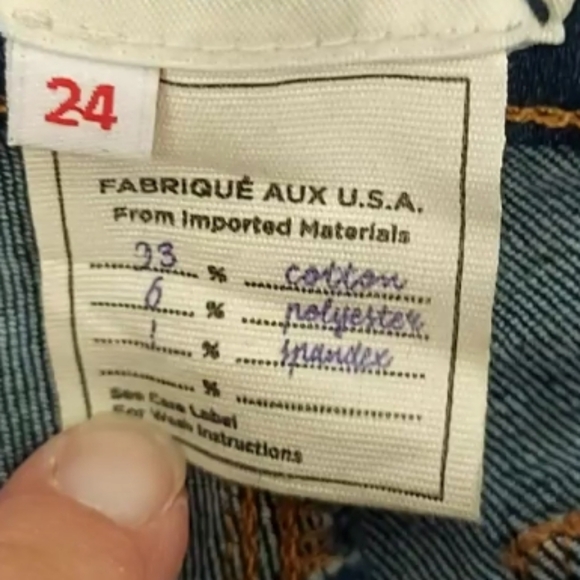 24
FABRIQUÉ AUX U.S.A.
From Imported Materials
93 % cotton
6 % polyester
1 % spandex
%
See Care Label
For Wash Instructions